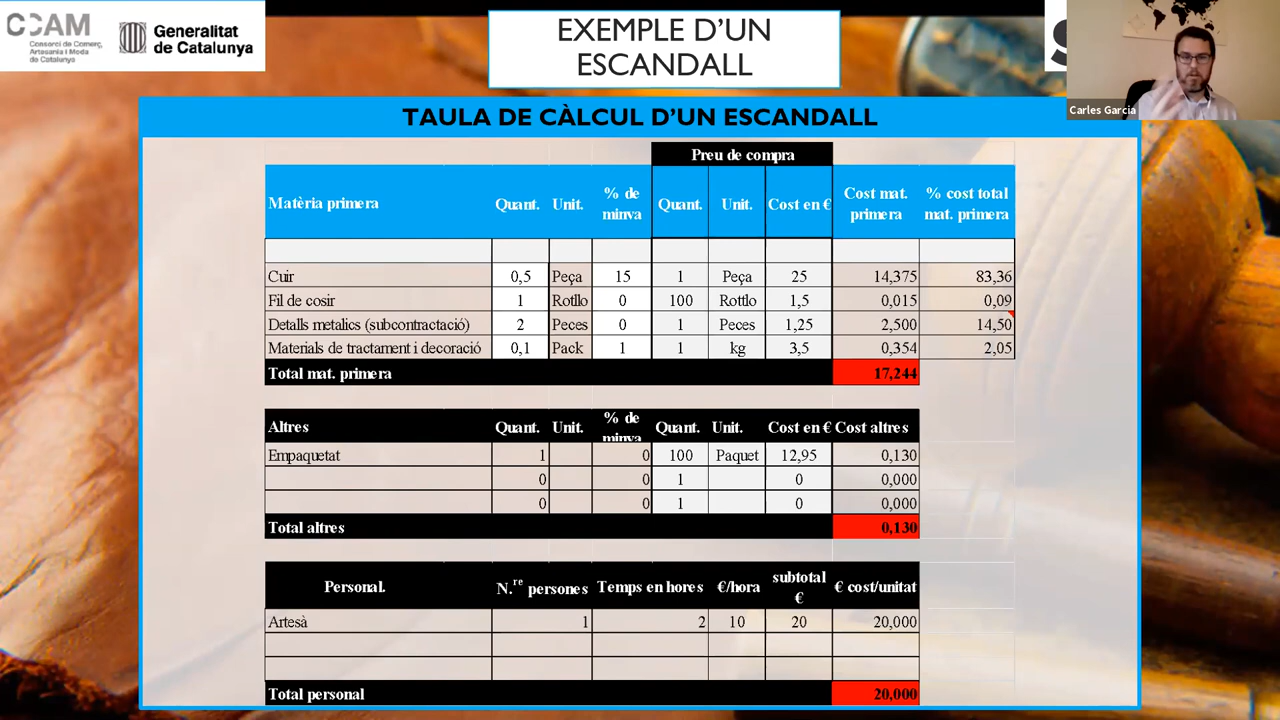 CCAM
Consorci de Comerç,
Artesania i Moda
de Catalunya
Generalitat
de Catalunya
EXEMPLE D'UN
ESCANDALL
Carles Garcia
TAULA DE CÀLCUL D'UN ESCANDALL
Preu de compra
Matèria primera Quant. Unit. % de minva Quant. Unit. Cost en € Cost mat. primera % cost total mat. primera
Cuir 0,5 Peça 15 1 Peça 25 14,375 83,36
Fil de cosir 1 Rotllo 0 100 Rottlo 1,5 0,015 0,09
Detalls metalics (subcontractació) 2 Peces 0 1 Peces 1,25 2,500 14,50
Materials de tractament i decoració 0,1 Pack 1 1 kg 3,5 0,354 2,05
Total mat. primera 17,244
Altres Quant. Unit. % de minva Quant. Unit. Cost en € Cost altres
Empaquetat 1 0 100 Paquet 12,95 0,130
0 0 1 0 0,000
0 0 1 0 0,000
Total altres 0,130
Personal. N.re persones Temps en hores €/hora subtotal € € cost/unitat
Artesà 1 2 10 20 20,000
Total personal 20,000